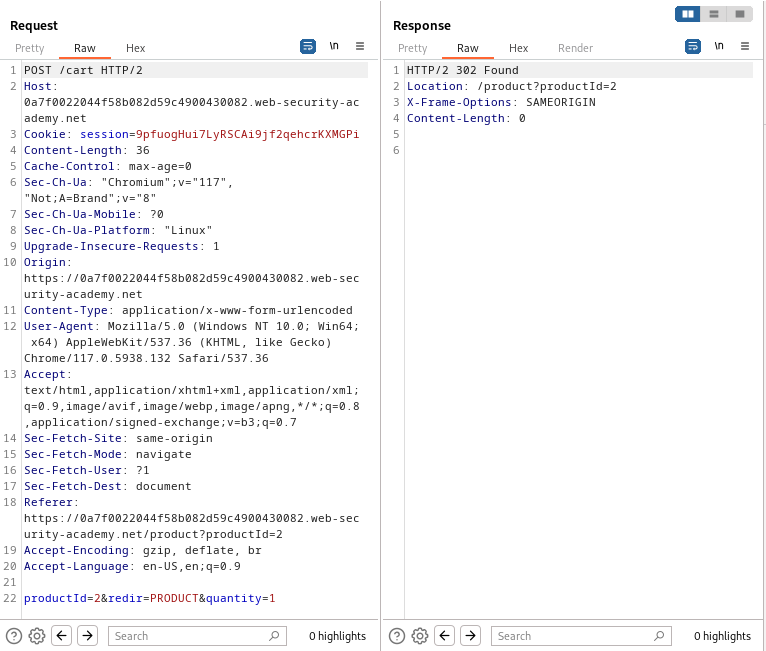 Request
Pretty Raw Hex \n
1 POST /cart HTTP/2
2 Host:
0a7f0022044f58b082d59c4900430082.web-security-ac
ademy.net
3 Cookie: session=9pfuogHui7LyRSCAi9jf2qehcrKXMGPi
4 Content-Length: 36
5 Cache-Control: max-age=0
6 Sec-Ch-Ua: "Chromium";v="117",
"Not;A=Brand";v="8"
7 Sec-Ch-Ua-Mobile: ?0
8 Sec-Ch-Ua-Platform: "Linux"
9 Upgrade-Insecure-Requests: 1
10 Origin:
https://0a7f0022044f58b082d59c4900430082.web-sec
urity-academy.net
11 Content-Type: application/x-www-form-urlencoded
12 User-Agent: Mozilla/5.0 (Windows NT 10.0; Win64;
x64) AppleWebKit/537.36 (KHTML, like Gecko)
Chrome/117.0.5938.132 Safari/537.36
13 Accept:
text/html,application/xhtml+xml,application/xml;
q=0.9,image/avif,image/webp,image/apng,*/*;q=0.8
,application/signed-exchange;v=b3;q=0.7
14 Sec-Fetch-Site: same-origin
15 Sec-Fetch-Mode: navigate
16 Sec-Fetch-User: ?1
17 Sec-Fetch-Dest: document
18 Referer:
https://0a7f0022044f58b082d59c4900430082.web-sec
urity-academy.net/product?productId=2
19 Accept-Encoding: gzip, deflate, br
20 Accept-Language: en-US,en;q=0.9
21
22 productId=2&redir=PRODUCT&quantity=1
Search 0 highlights
Response
Pretty Raw Hex Render \n
1 HTTP/2 302 Found
2 Location: /product?productId=2
3 X-Frame-Options: SAMEORIGIN
4 Content-Length: 0
5
6
Search 0 highlights